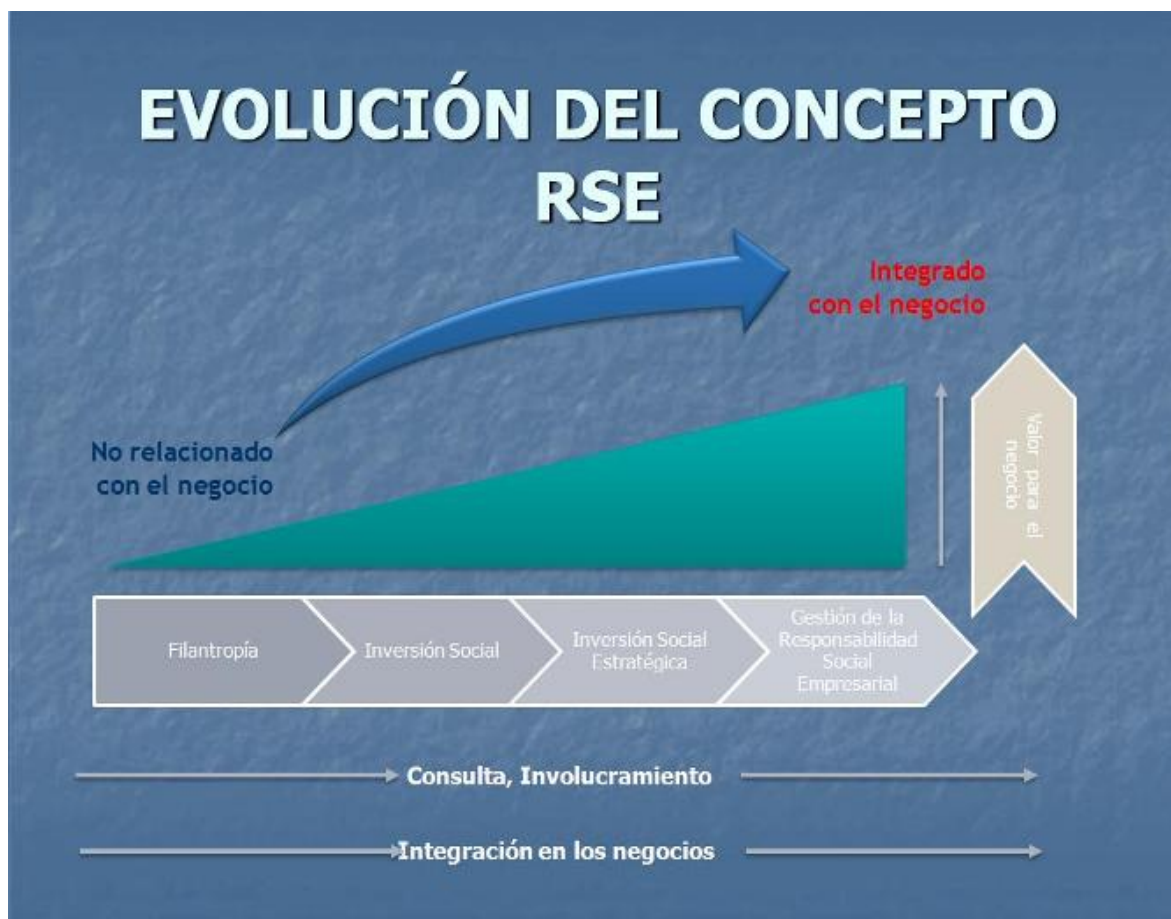 EVOLUCIÓN DEL CONCEPTO
RSE
Integrado
con el negocio
No relacionado
con el negocio
Valor para el
negocio
Filantropía
Inversión Social
Inversión Social
Estratégica
Gestión de la
Responsabilidad
Social
Empresarial
Consulta, Involucramiento
Integración en los negocios